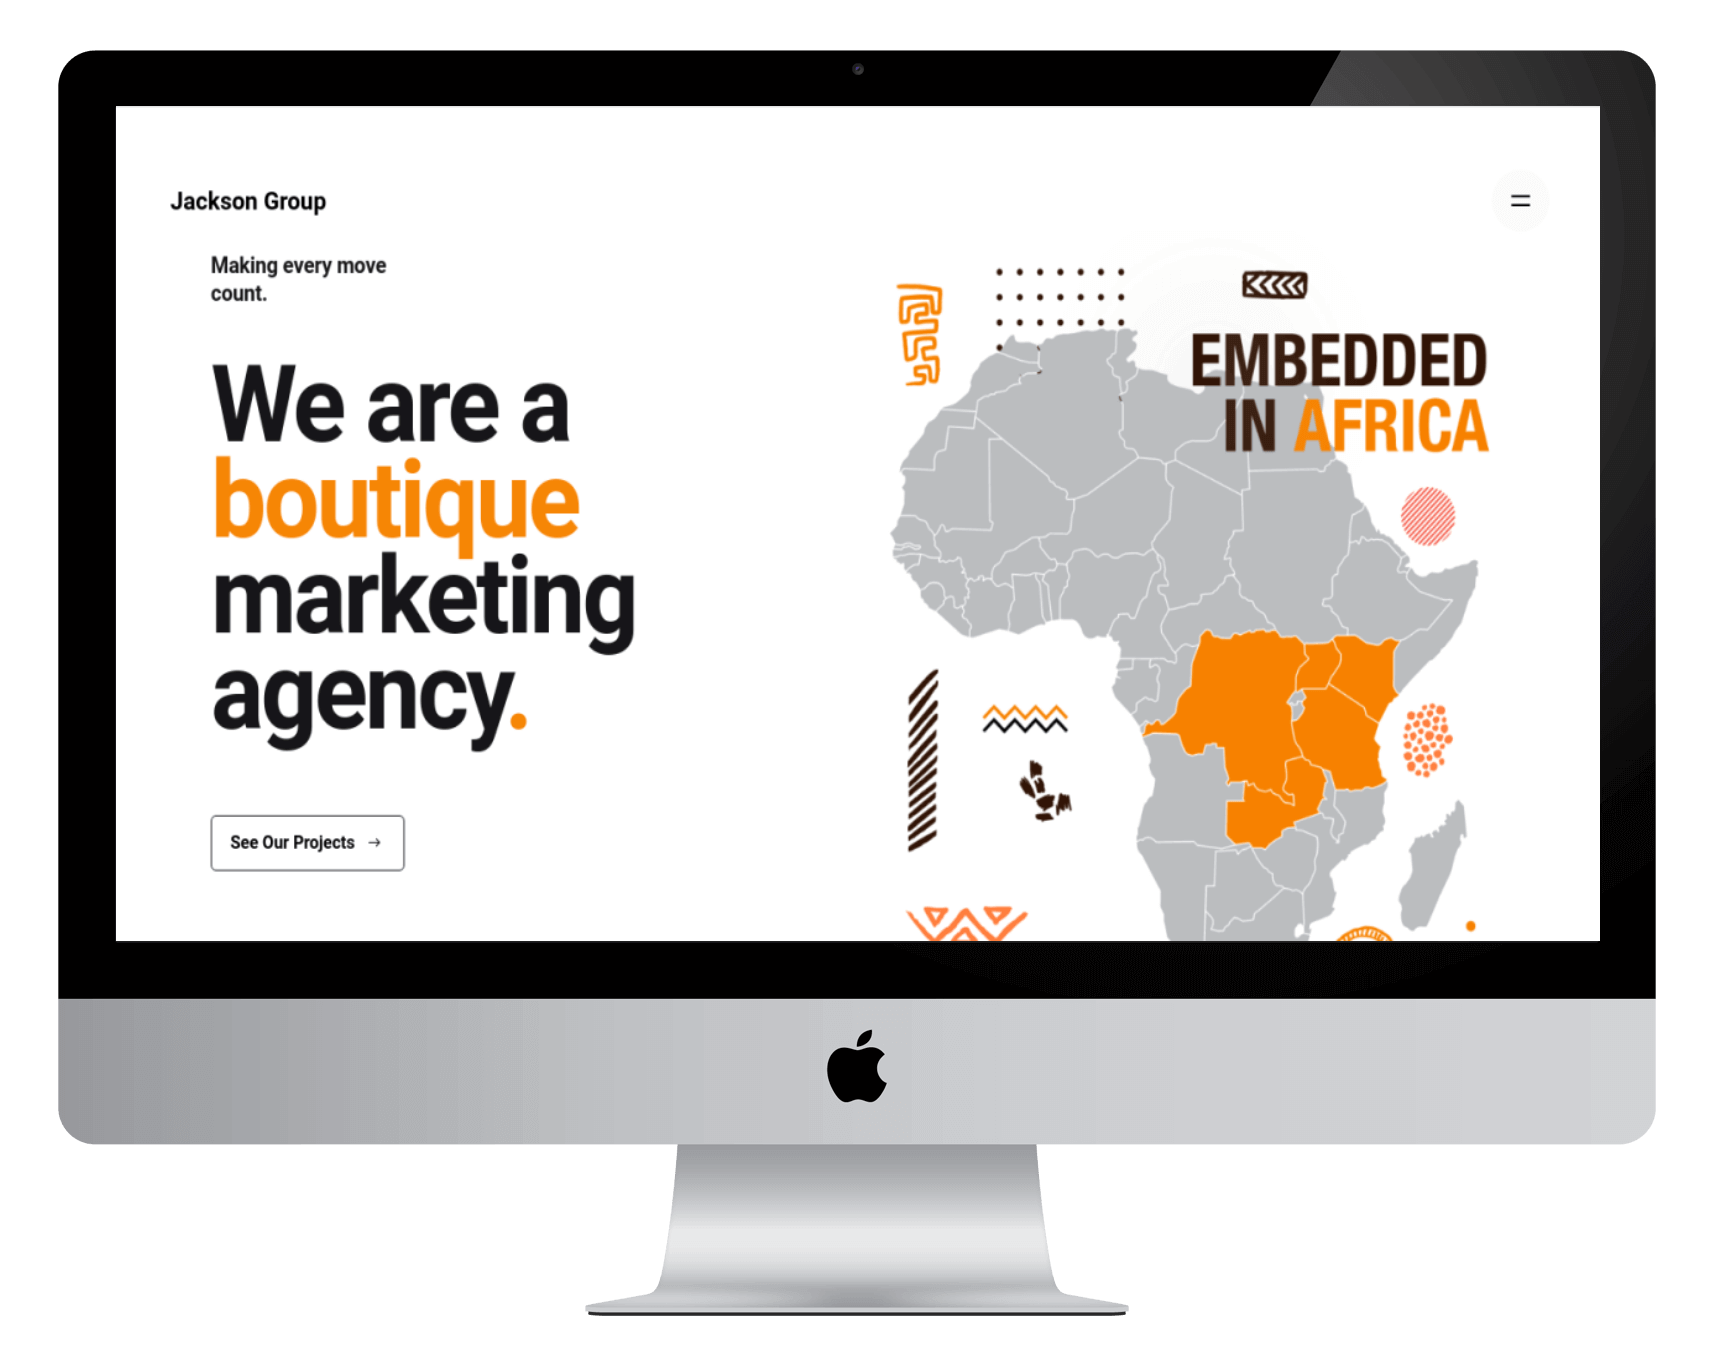 Jackson Group
Making every move
count.
We are a
boutique
marketing
agency.
See Our Projects →
EMBEDDED
IN AFRICA